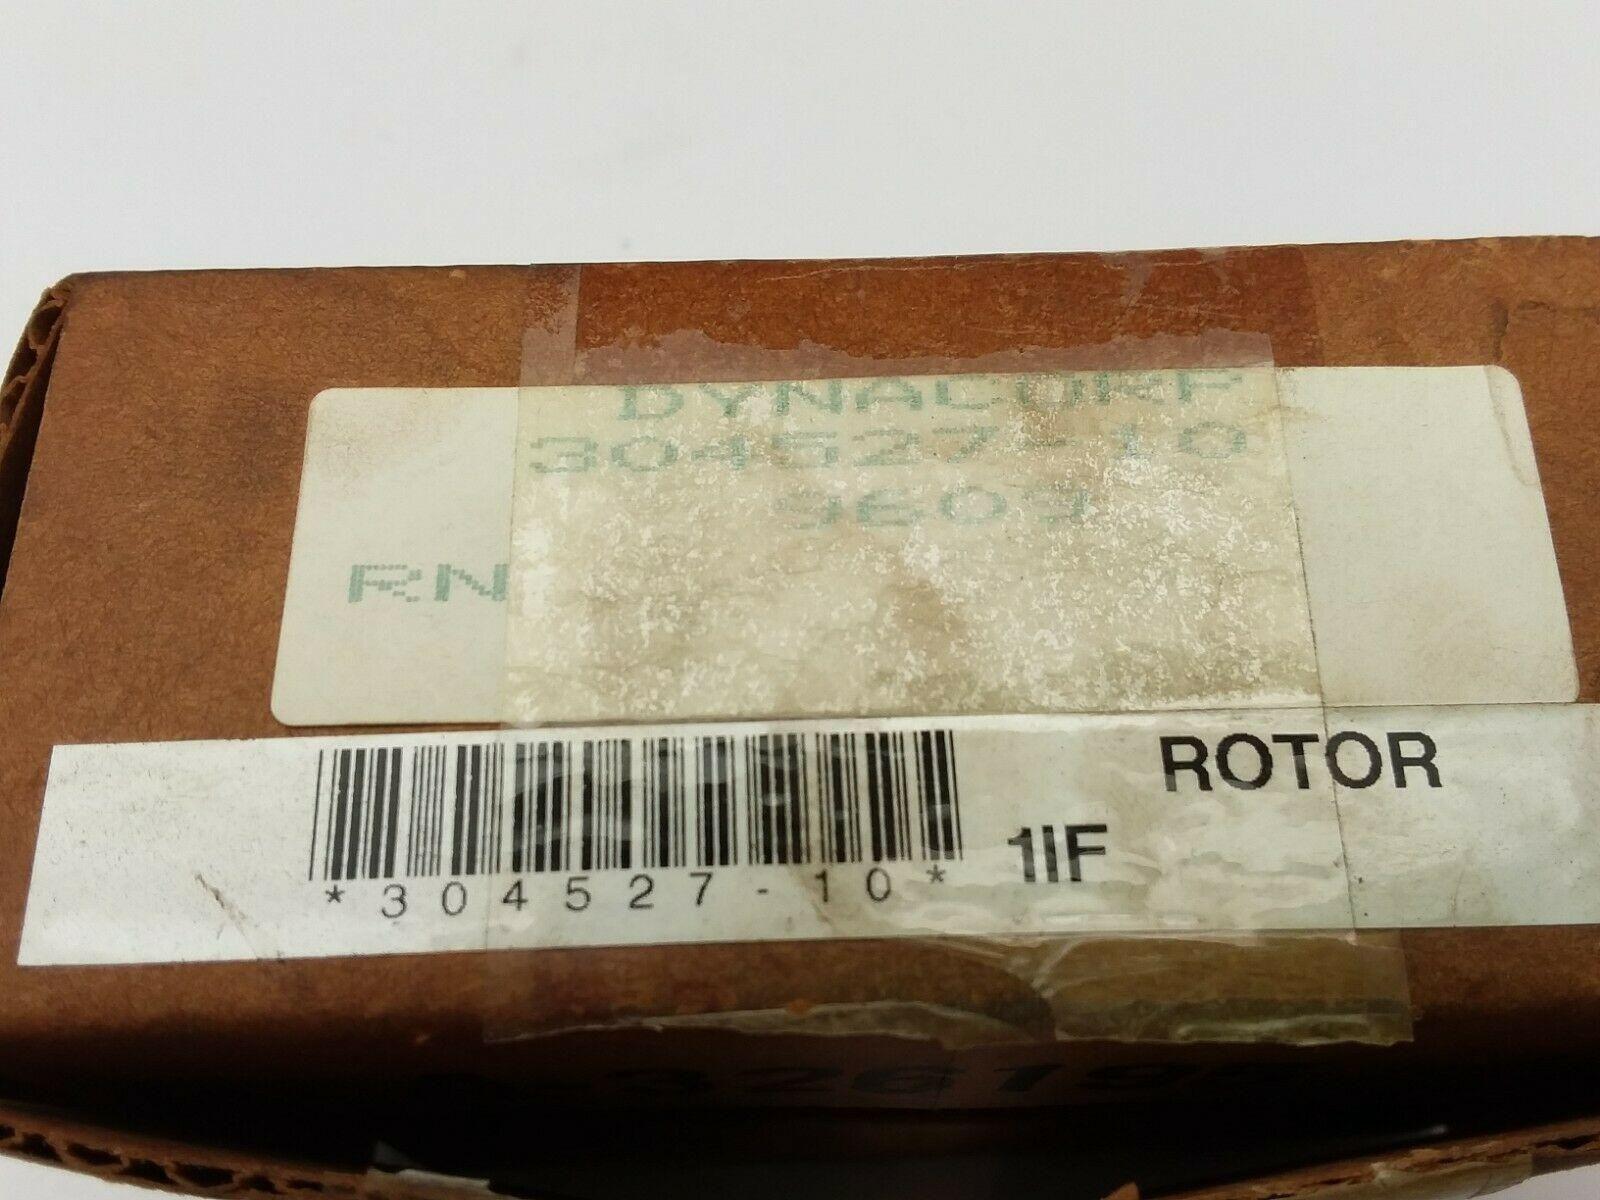 DYNACORP
304527-10
9609
RN
ROTOR
*304527-10* 1IF